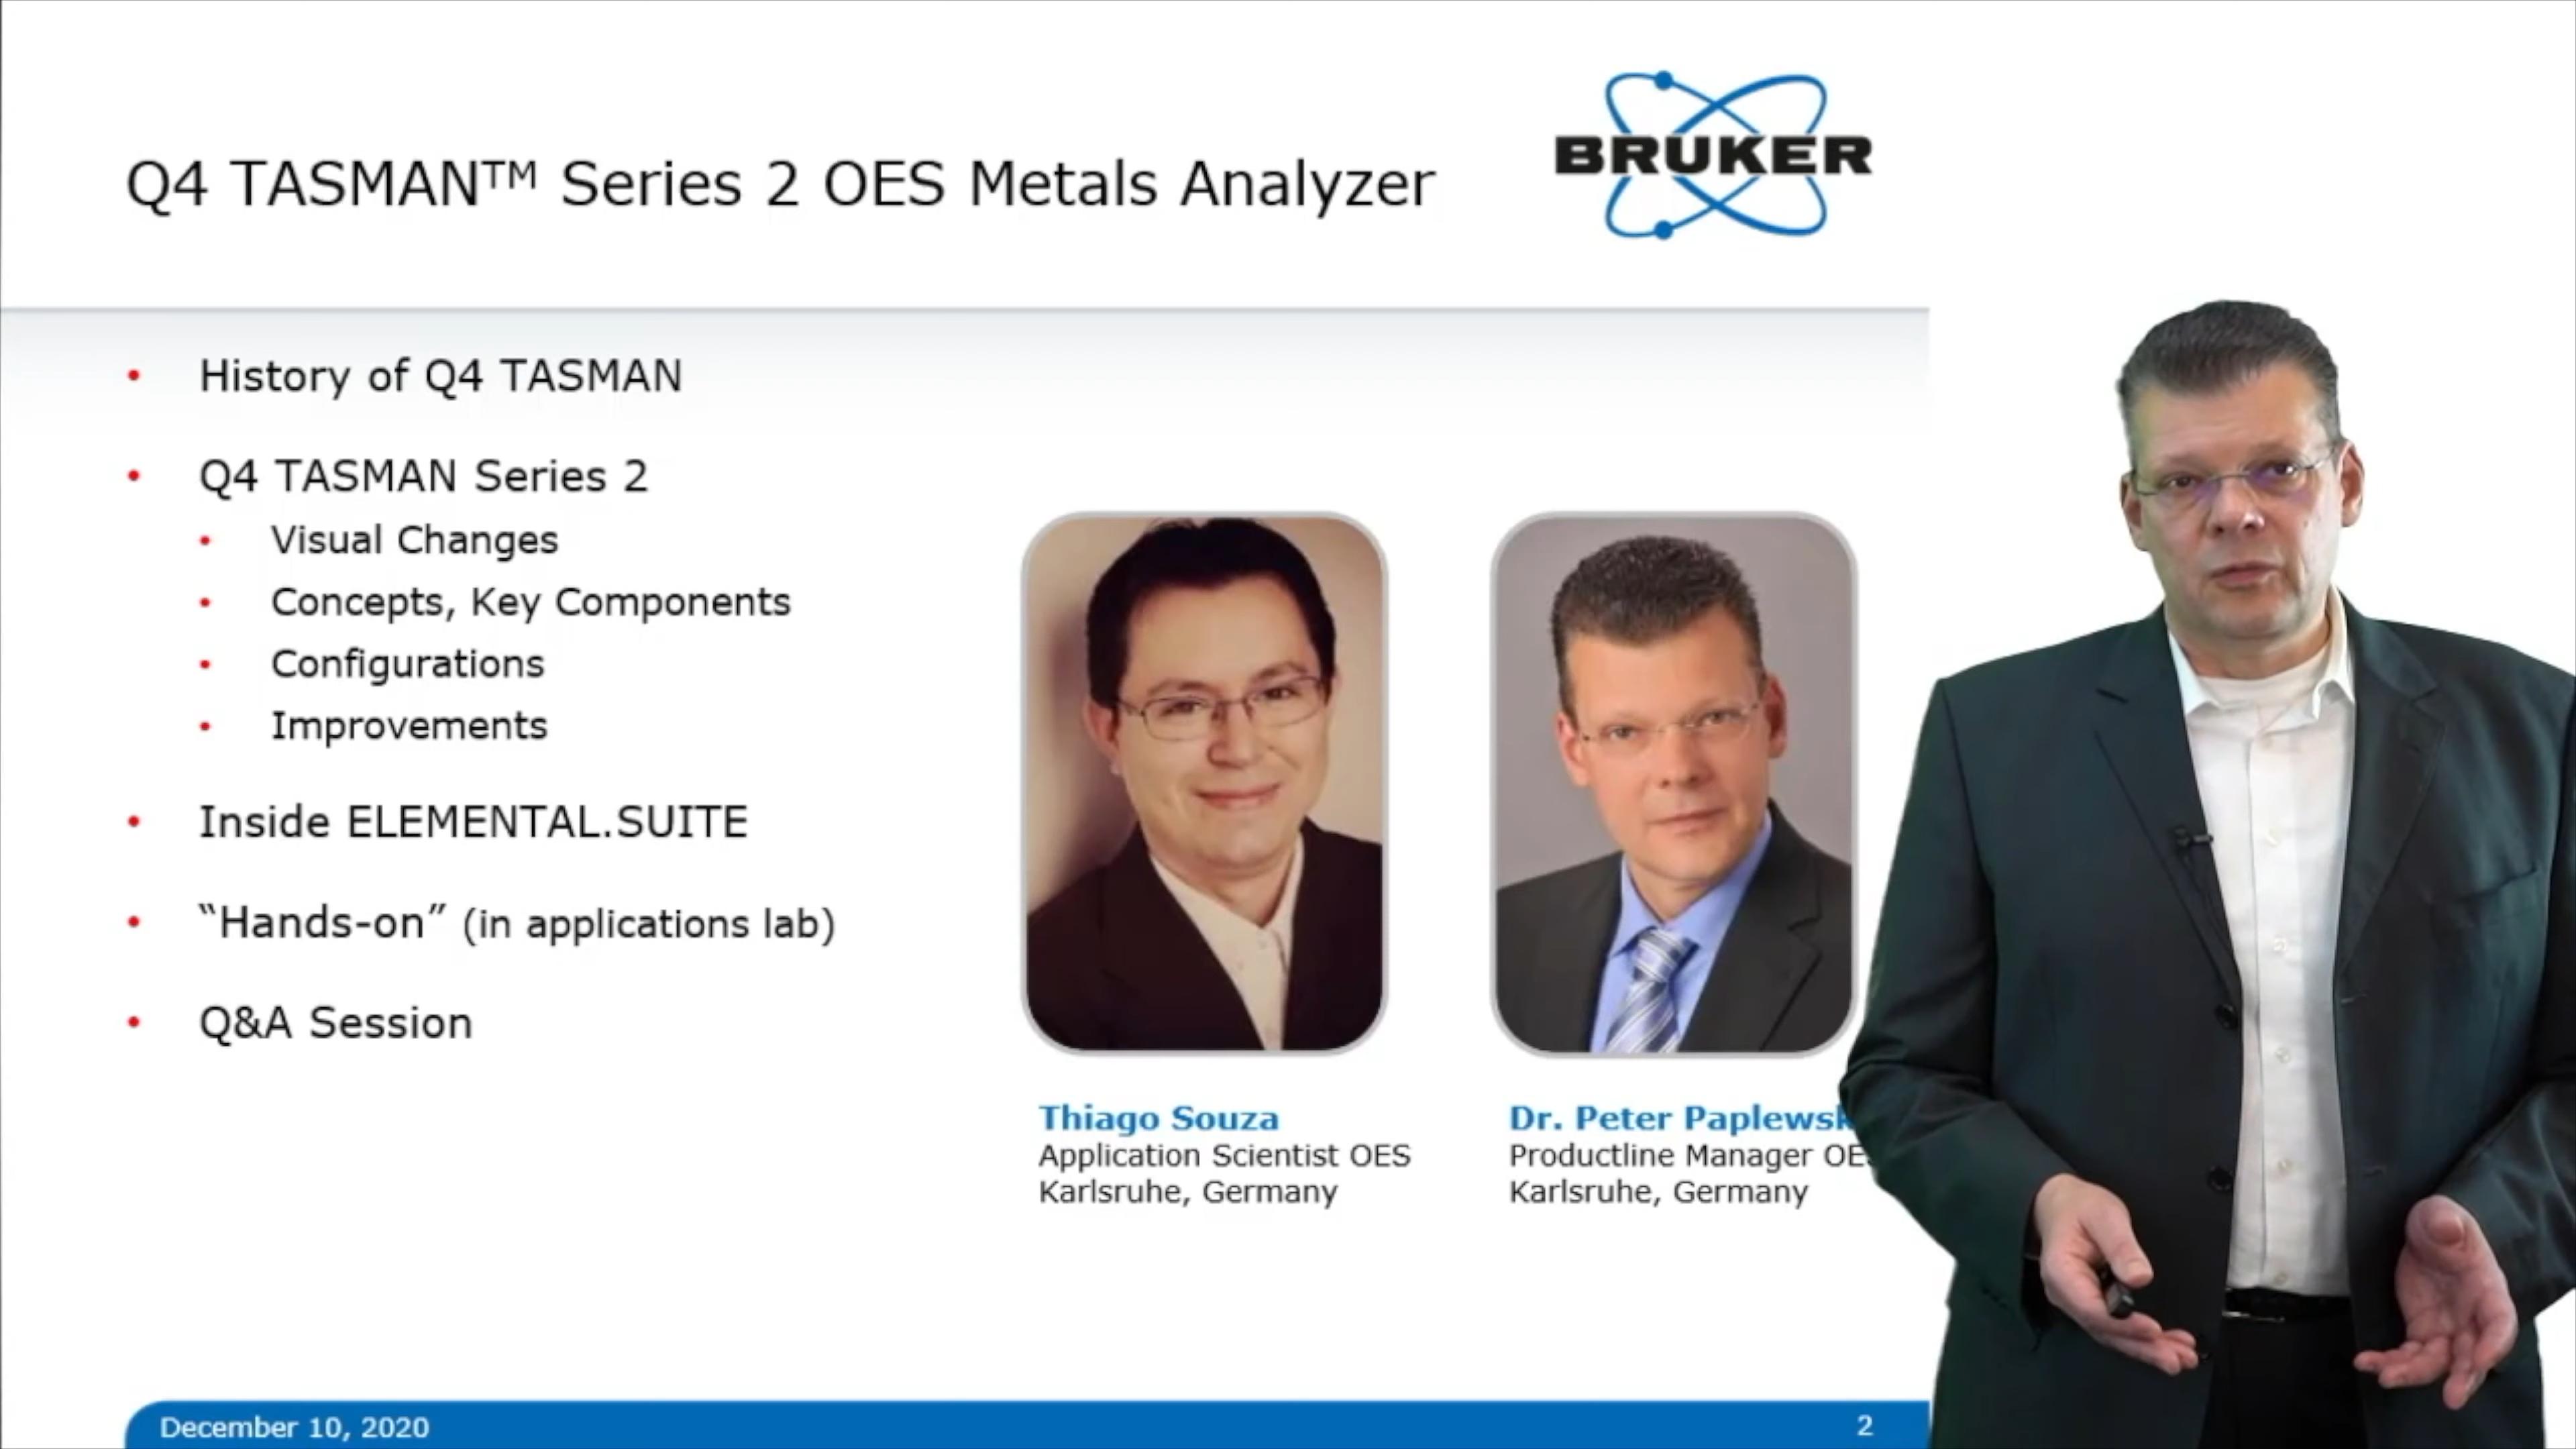 BRUKER
Q4 TASMAN™ Series 2 OES Metals Analyzer
• History of Q4 TASMAN
• Q4 TASMAN Series 2
• Visual Changes
• Concepts, Key Components
• Configurations
• Improvements
• Inside ELEMENTAL.SUITE
• “Hands-on” (in applications lab)
• Q&A Session
Thiago Souza
Application Scientist OES
Karlsruhe, Germany
Dr. Peter
Productline Manager
Karlsruhe, Germany
December 10, 2020
2